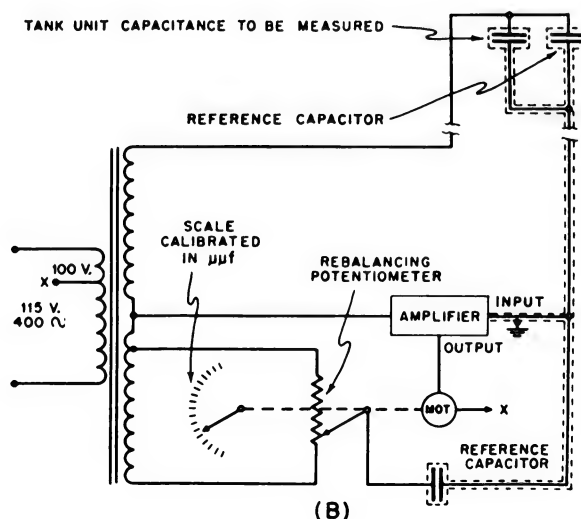 TANK UNIT CAPACITANCE TO BE MEASURED
REFERENCE CAPACITOR
SCALE
CALIBRATED
IN µµf
REBALANCING
POTENTIOMETER
100 V.
X
115 V.
400 ~
AMPLIFIER
INPUT
OUTPUT
MOT
X
REFERENCE
CAPACITOR
(B)